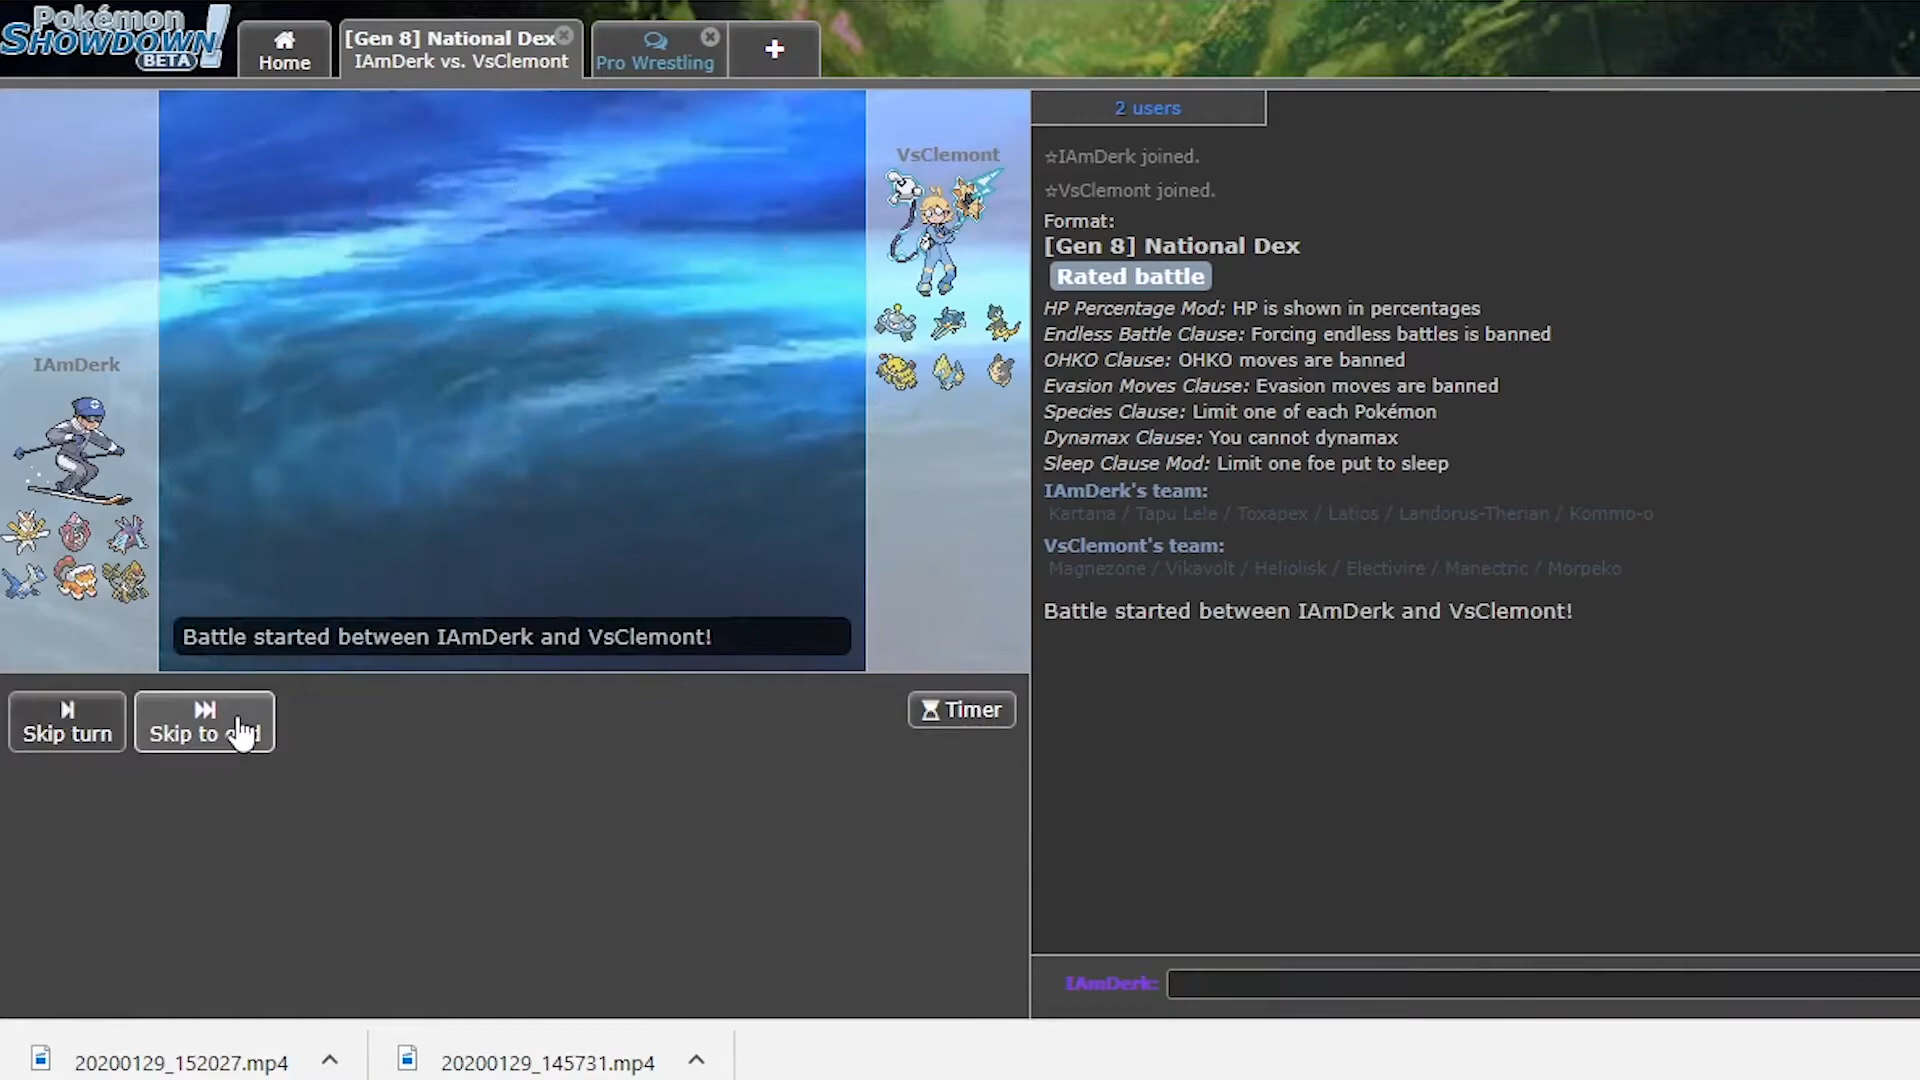 Pokémon
SHOWDOWN!
BETA
Home
[Gen 8] National Dex
IAmDerk vs. VsClemont
Pro Wrestling
+
VsClemont
IAmDerk
Battle started between IAmDerk and VsClemont!
Skip turn
Skip to
Timer
2 users
☆IAmDerk joined.
☆VsClemont joined.
Format:
[Gen 8] National Dex
Rated battle
HP Percentage Mod: HP is shown in percentages
Endless Battle Clause: Forcing endless battles is banned
OHKO Clause: OHKO moves are banned
Evasion Moves Clause: Evasion moves are banned
Species Clause: Limit one of each Pokémon
Dynamax Clause: You cannot dynamax
Sleep Clause Mod: Limit one foe put to sleep
IAmDerk's team:
Kartana / Tapu Lele / Toxapex / Latios / Landorus-Therian / Kommo-o
VsClemont's team:
Magnezone / Vikavolt / Heliolisk / Electivire / Manectric / Morpeko
Battle started between IAmDerk and VsClemont!
IAmDerk:
20200129_152027.mp4
20200129_145731.mp4